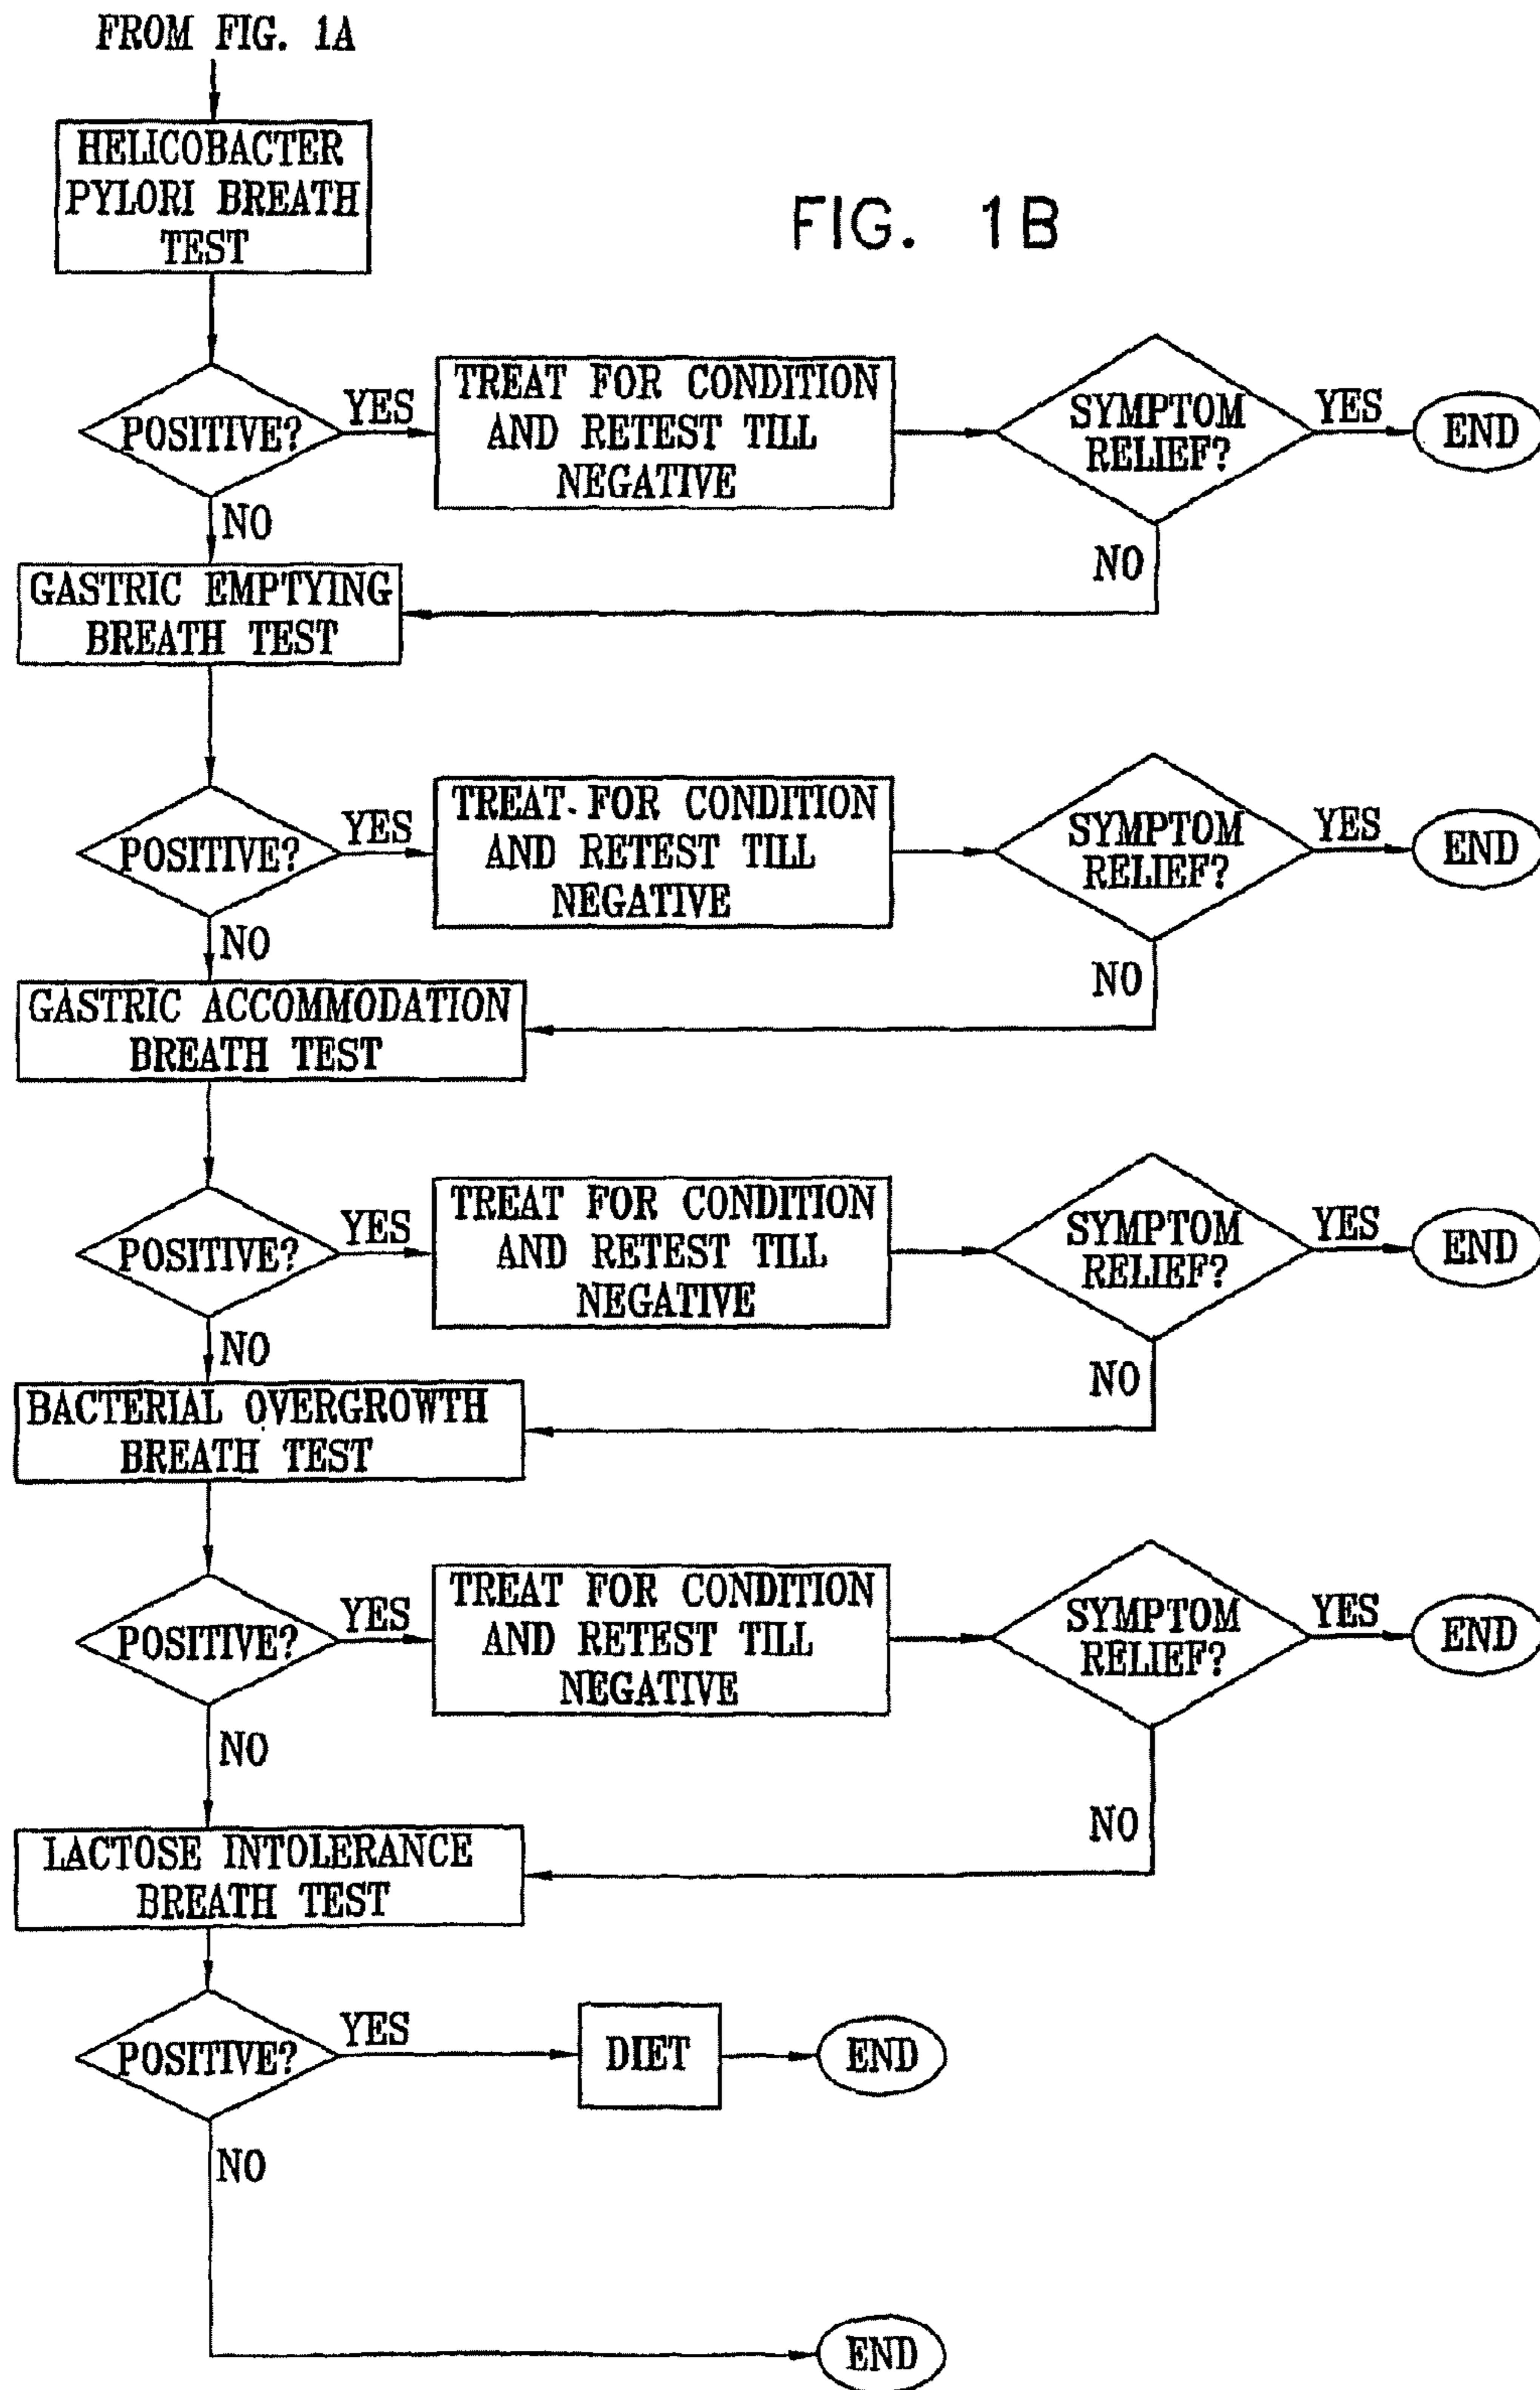 FROM FIG. 1A
HELICOBACTER
PYLORI BREATH
TEST
FIG. 1B
POSITIVE?
YES
TREAT FOR CONDITION
AND RETEST TILL
NEGATIVE
SYMPTOM
RELIEF?
YES
END
NO
NO
GASTRIC EMPTYING
BREATH TEST
POSITIVE?
YES
TREAT FOR CONDITION
AND RETEST TILL
NEGATIVE
SYMPTOM
RELIEF?
YES
END
NO
NO
GASTRIC ACCOMMODATION
BREATH TEST
POSITIVE?
YES
TREAT FOR CONDITION
AND RETEST TILL
NEGATIVE
SYMPTOM
RELIEF?
YES
END
NO
NO
BACTERIAL OVERGROWTH
BREATH TEST
POSITIVE?
YES
TREAT FOR CONDITION
AND RETEST TILL
NEGATIVE
SYMPTOM
RELIEF?
YES
END
NO
NO
LACTOSE INTOLERANCE
BREATH TEST
POSITIVE?
YES
DIET
END
NO
END